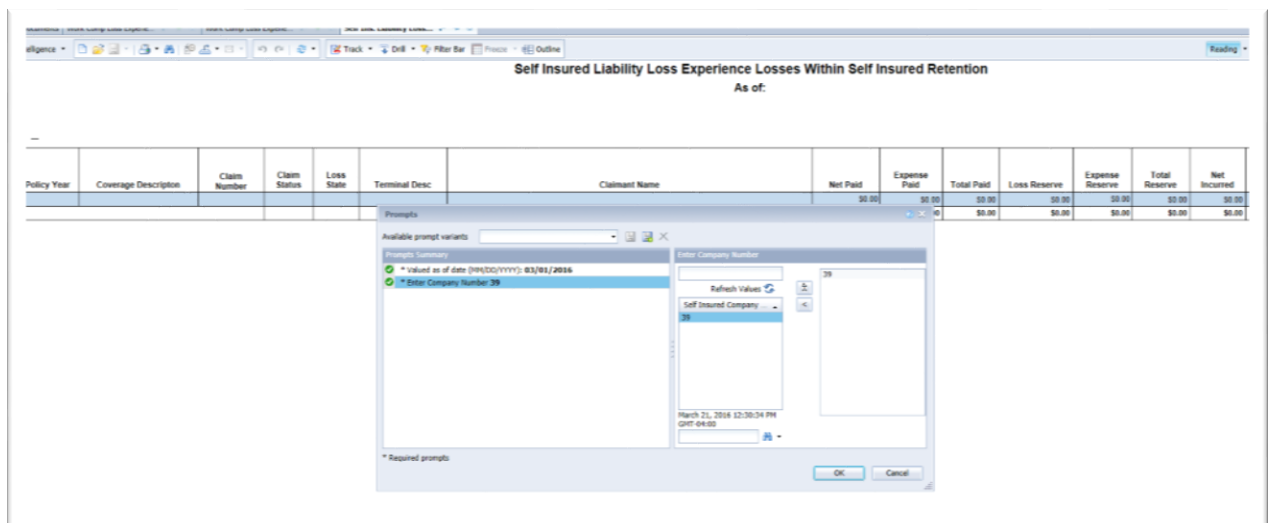 Work Comp Loss Experie... Work Comp Loss Experie... Self Ins. Liability Loss...
elligence Track Drill Filter Bar Freeze Outline Reading
Self Insured Liability Loss Experience Losses Within Self Insured Retention
As of:
Policy Year Coverage Descripton Claim Number Claim Status Loss State Terminal Desc Claimant Name Net Paid Expense Paid Total Paid Loss Reserve Expense Reserve Total Reserve Net Incurred
$0.00 $0.00 $0.00 $0.00 $0.00 $0.00 $0.00
$0.00 $0.00 $0.00 $0.00 $0.00
Prompts
Available prompt variants
Prompts Summary
* Valued as of date (MM/DD/YYYY): 03/01/2016
* Enter Company Number 39
Enter Company Number
Refresh Values
Self Insured Company ...
39
39
March 21, 2016 12:30:34 PM
GMT-04:00
* Required prompts
OK Cancel